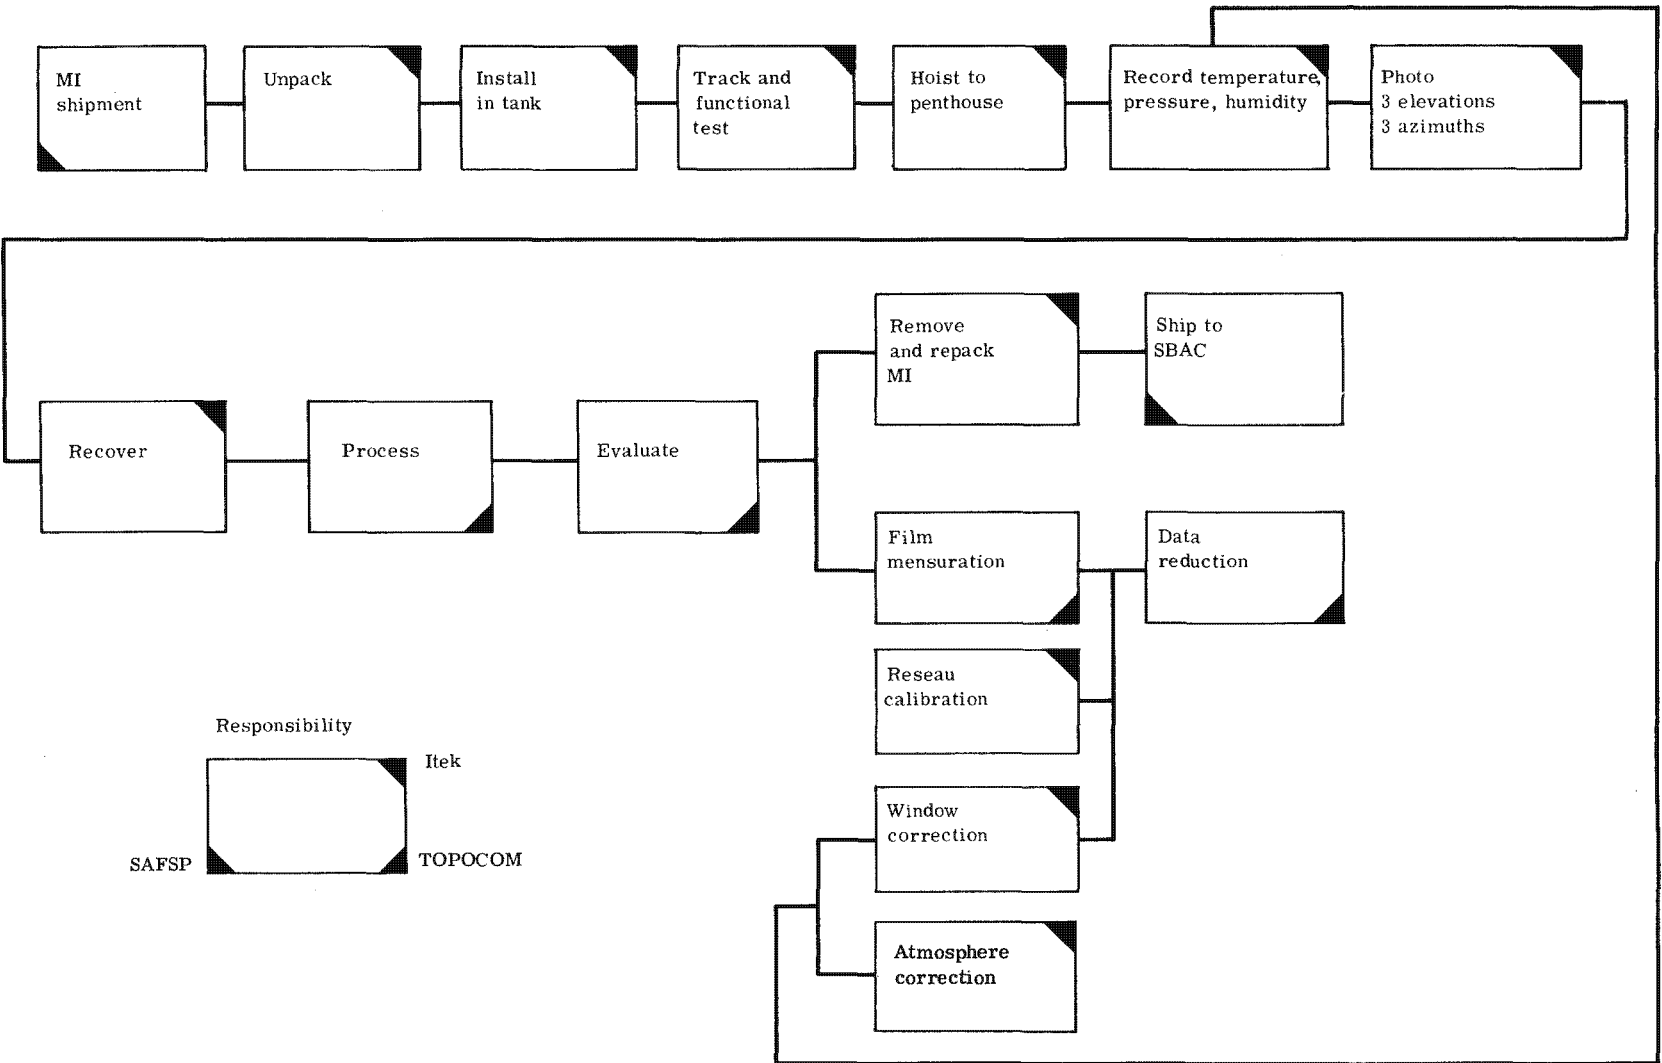 MI
shipment
Unpack
Install
in tank
Track and
functional
test
Hoist to
penthouse
Record temperature,
pressure, humidity
Photo
3 elevations
3 azimuths
Remove
and repack
MI
Ship to
SBAC
Recover
Process
Evaluate
Film
mensuration
Data
reduction
Reseau
calibration
Window
correction
Atmosphere
correction
Responsibility
Itek
SAFSP
TOPOCOM